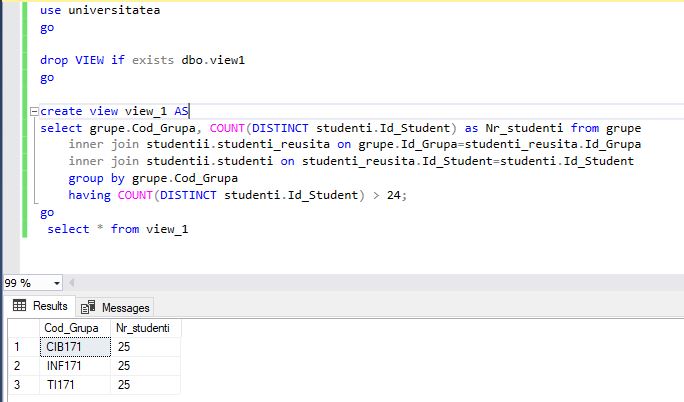 use universitatea
go
drop VIEW if exists dbo.view1
go
create view view_1 AS
select grupe.Cod_Grupa, COUNT(DISTINCT studenti.Id_Student) as Nr_studenti from grupe
inner join studentii.studenti_reusita on grupe.Id_Grupa=studenti_reusita.Id_Grupa
inner join studentii.studenti on studenti_reusita.Id_Student=studenti.Id_Student
group by grupe.Cod_Grupa
having COUNT(DISTINCT studenti.Id_Student) > 24;
go
select * from view_1
99 %
Results Messages
Cod_Grupa Nr_studenti
1 CIB171 25
2 INF171 25
3 TI171 25